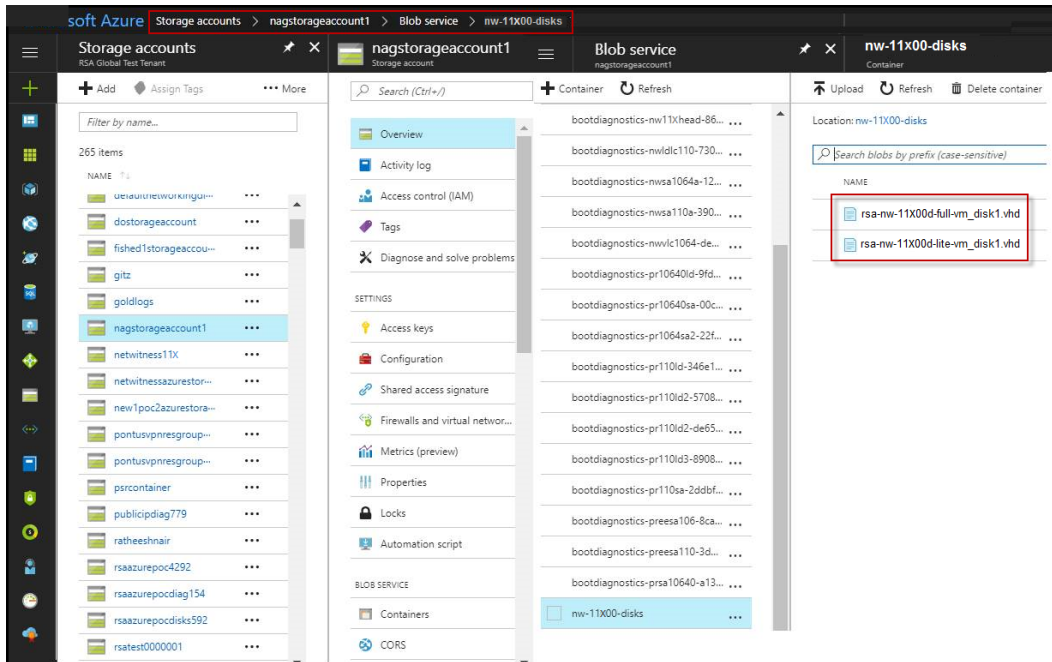 soft Azure Storage accounts > nagstorageaccount1 > Blob service > nw-11X00-disks
Storage accounts
RSA Global Test Tenant
Add
Assign Tags
More
Filter by name...
265 items
NAME
defaultnetworkingdi...
dostorageaccount
fished1storageaccou...
gitz
goldlogs
nagstorageaccount1
netwitness11X
netwitnessazurestor...
new1poc2azurestora...
pontusvpnresgroup...
pontusvpnresgroup...
psrcontainer
publicipdiag779
ratheeshnair
rsaazurepoc4292
rsaazurepocdiag154
rsaazurepocdisks592
rsatest0000001
nagstorageaccount1
Storage account
Search (Ctrl+/)
Overview
Activity log
Access control (IAM)
Tags
Diagnose and solve problems
SETTINGS
Access keys
Configuration
Shared access signature
Firewalls and virtual networ...
Metrics (preview)
Properties
Locks
Automation script
BLOB SERVICE
Containers
CORS
Blob service
nagstorageaccount1
Container
Refresh
bootdiagnostics-nw11Xhead-86...
bootdiagnostics-nwldlc110-730...
bootdiagnostics-nwsa1064a-12...
bootdiagnostics-nwsa110a-390...
bootdiagnostics-nwvlc1064-de...
bootdiagnostics-pr10640ld-9fd...
bootdiagnostics-pr10640sa-00c...
bootdiagnostics-pr1064sa2-22f...
bootdiagnostics-pr110ld-346e1...
bootdiagnostics-pr110ld2-5708...
bootdiagnostics-pr110ld2-de65...
bootdiagnostics-pr110ld3-8908...
bootdiagnostics-pr110sa-2ddbf...
bootdiagnostics-preesa106-8ca...
bootdiagnostics-preesa110-3d...
bootdiagnostics-prsa10640-a13...
nw-11X00-disks
nw-11X00-disks
Container
Upload
Refresh
Delete container
Location: nw-11X00-disks
Search blobs by prefix (case-sensitive)
NAME
rsa-nw-11X00d-full-vm_disk1.vhd
rsa-nw-11X00d-lite-vm_disk1.vhd